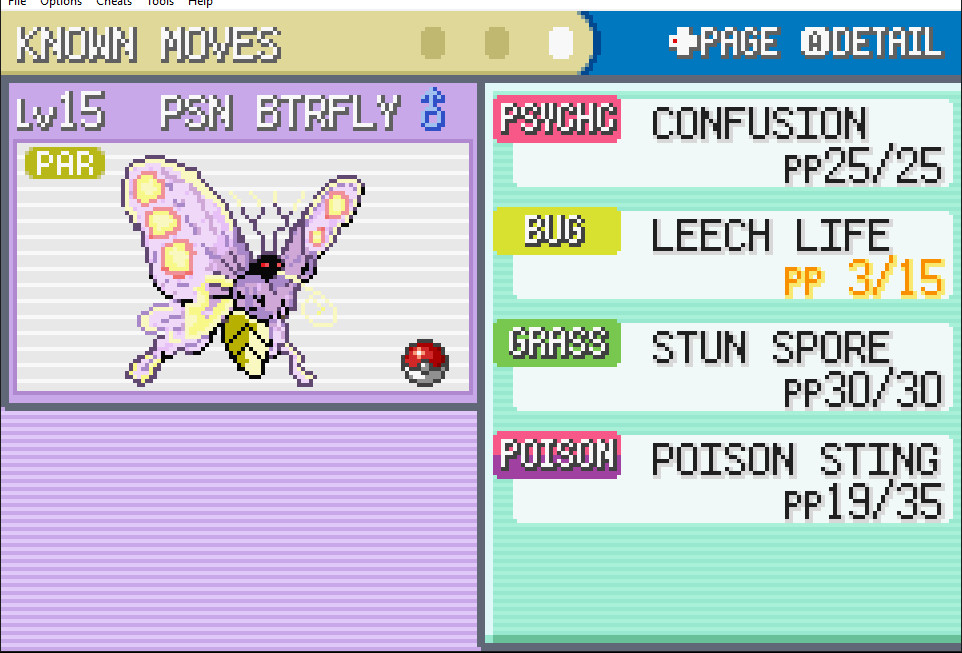 File Options Cheats Tools Help
KNOWN MOVES PAGE ADETAIL
Lv15 PSN BTRFLY♂
PAR
PSYCHC CONFUSION
PP25/25
BUG LEECH LIFE
PP 3/15
GRASS STUN SPORE
PP30/30
POISON POISON STING
PP19/35